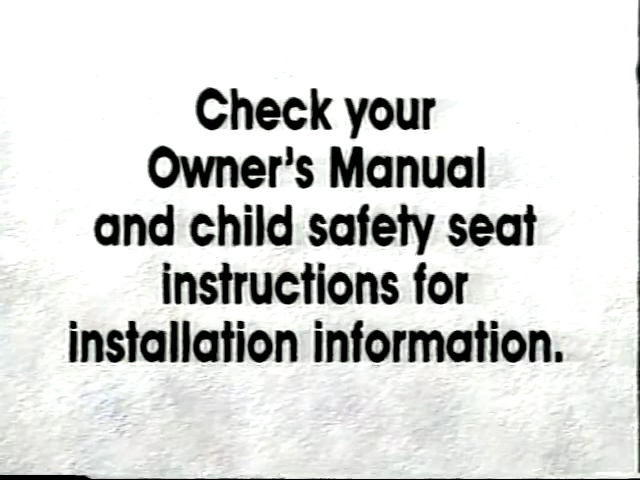 Check your
Owner's Manual
and child safety seat
instructions for
installation information.